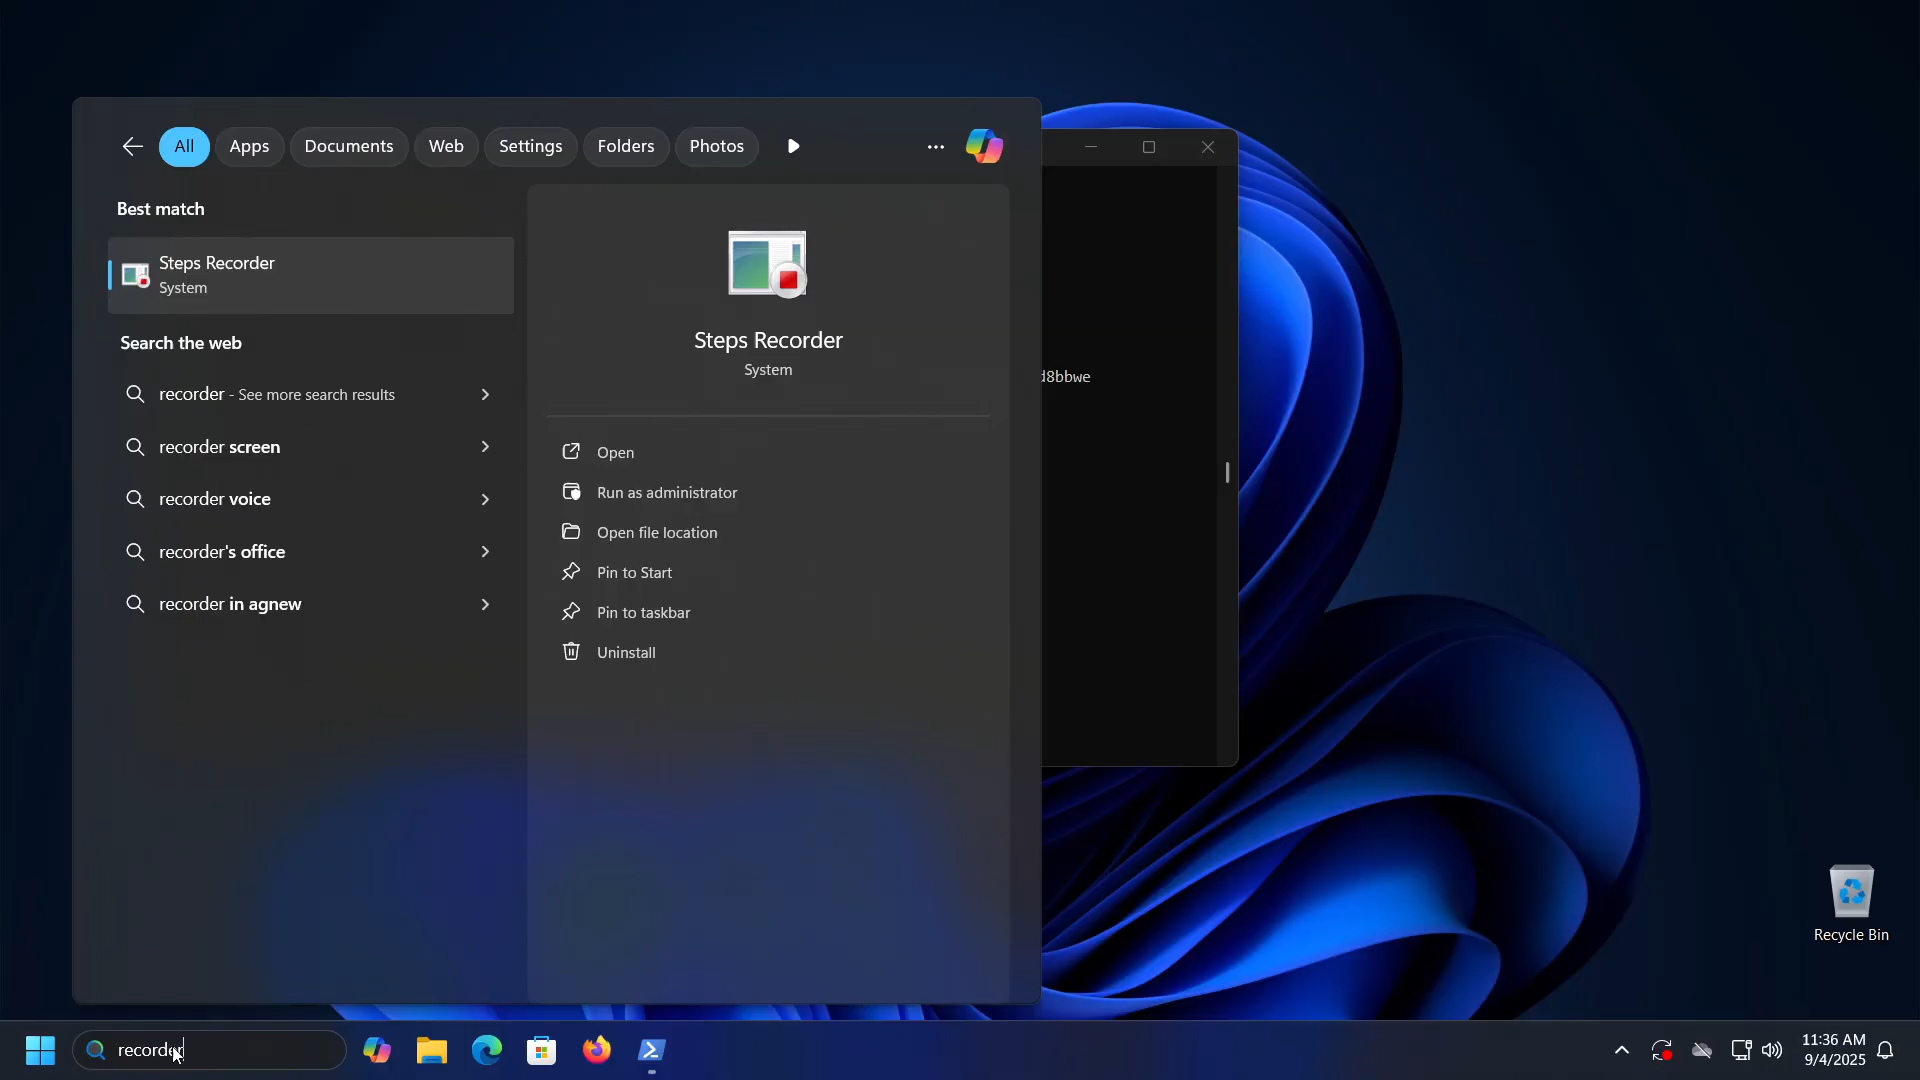 All
Apps
Documents
Web
Settings
Folders
Photos
Best match
Steps Recorder
System
Search the web
recorder - See more search results
recorder screen
recorder voice
recorder's office
recorder in agnew
Steps Recorder
System
Open
Run as administrator
Open file location
Pin to Start
Pin to taskbar
Uninstall
d8bbwe
Recycle Bin
recorder
11:36 AM
9/4/2025